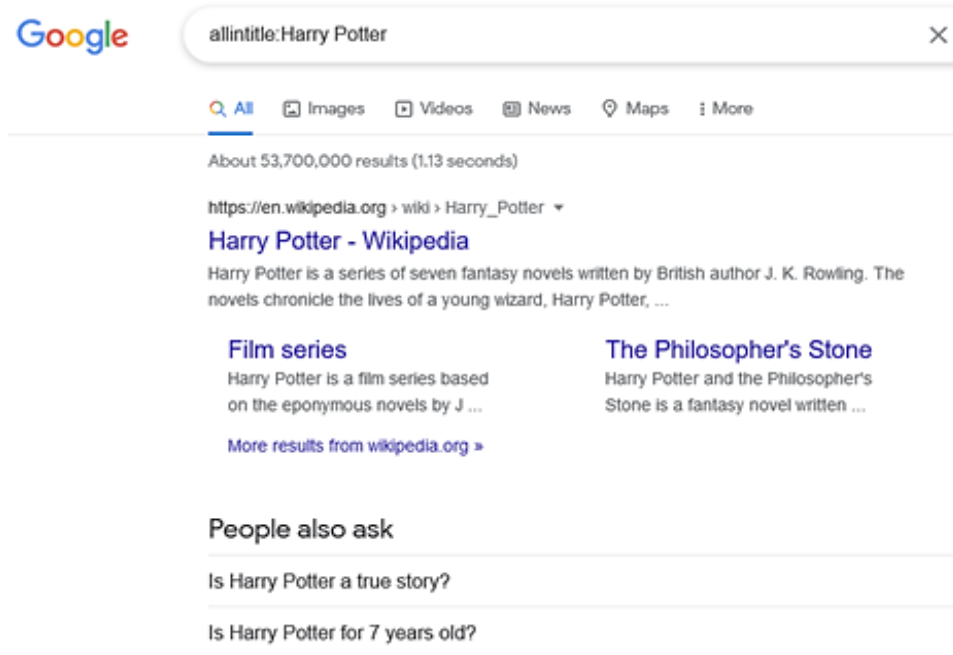 Google
allintitle:Harry Potter
All Images Videos News Maps More
About 53,700,000 results (1.13 seconds)
https://en.wikipedia.org › wiki › Harry_Potter
Harry Potter - Wikipedia
Harry Potter is a series of seven fantasy novels written by British author J. K. Rowling. The
novels chronicle the lives of a young wizard, Harry Potter, ...
Film series
Harry Potter is a film series based
on the eponymous novels by J ...
The Philosopher's Stone
Harry Potter and the Philosopher's
Stone is a fantasy novel written ...
More results from wikipedia.org »
People also ask
Is Harry Potter a true story?
Is Harry Potter for 7 years old?